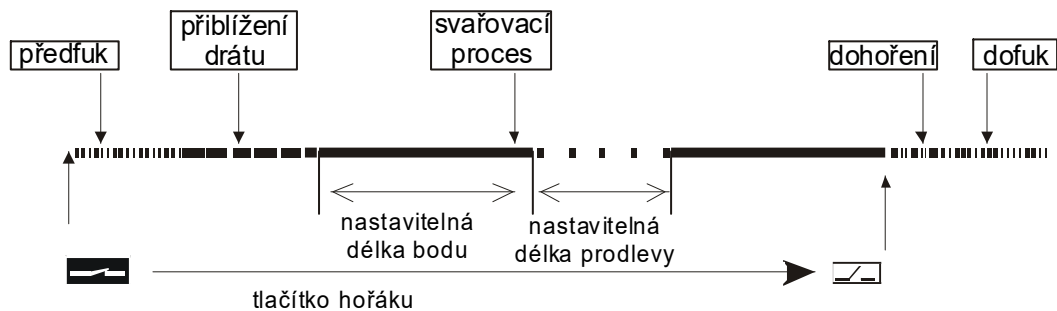 předfuk
přiblížení
drátu
svařovací
proces
dohoření
dofuk
nastavitelná
délka bodu
nastavitelná
délka prodlevy
tlačítko hořáku